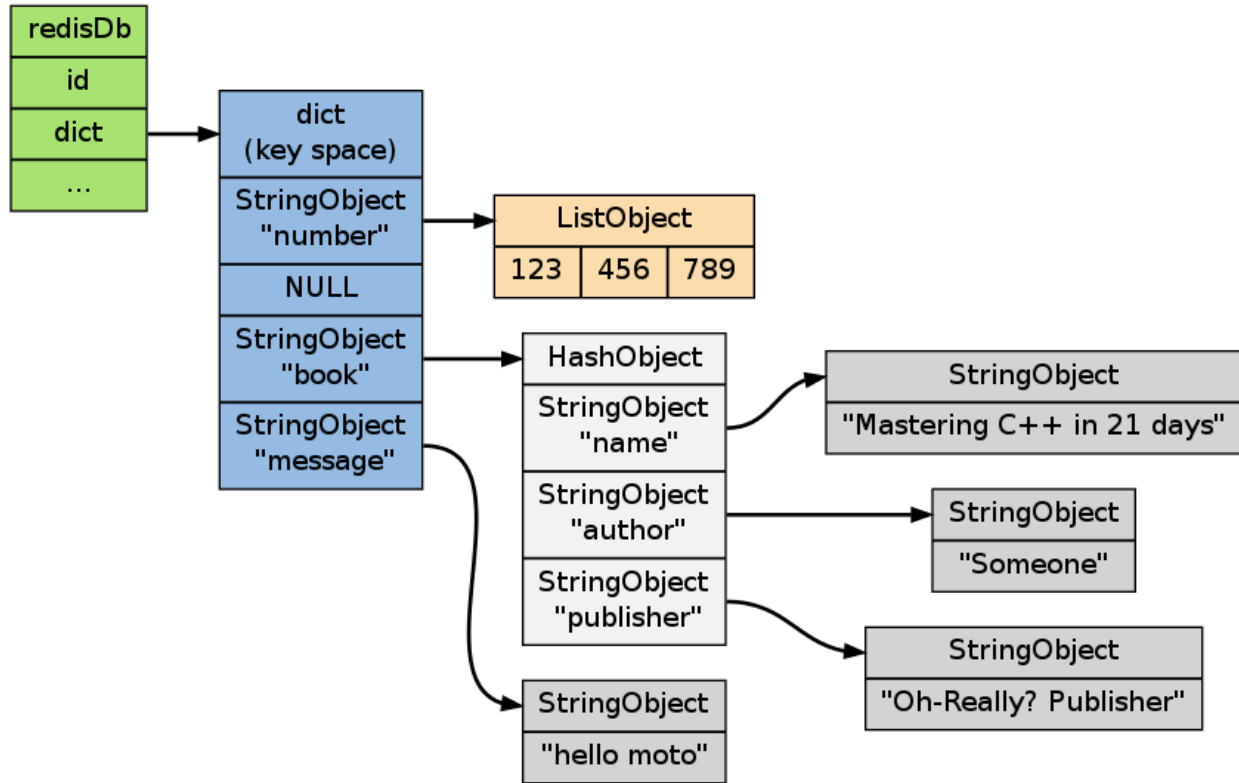 redisDb
id
dict
...
dict
(key space)
StringObject
"number"
NULL
StringObject
"book"
StringObject
"message"
ListObject
123 456 789
HashObject
StringObject
"name"
StringObject
"author"
StringObject
"publisher"
StringObject
"Mastering C++ in 21 days"
StringObject
"Someone"
StringObject
"Oh-Really? Publisher"
StringObject
"hello moto"